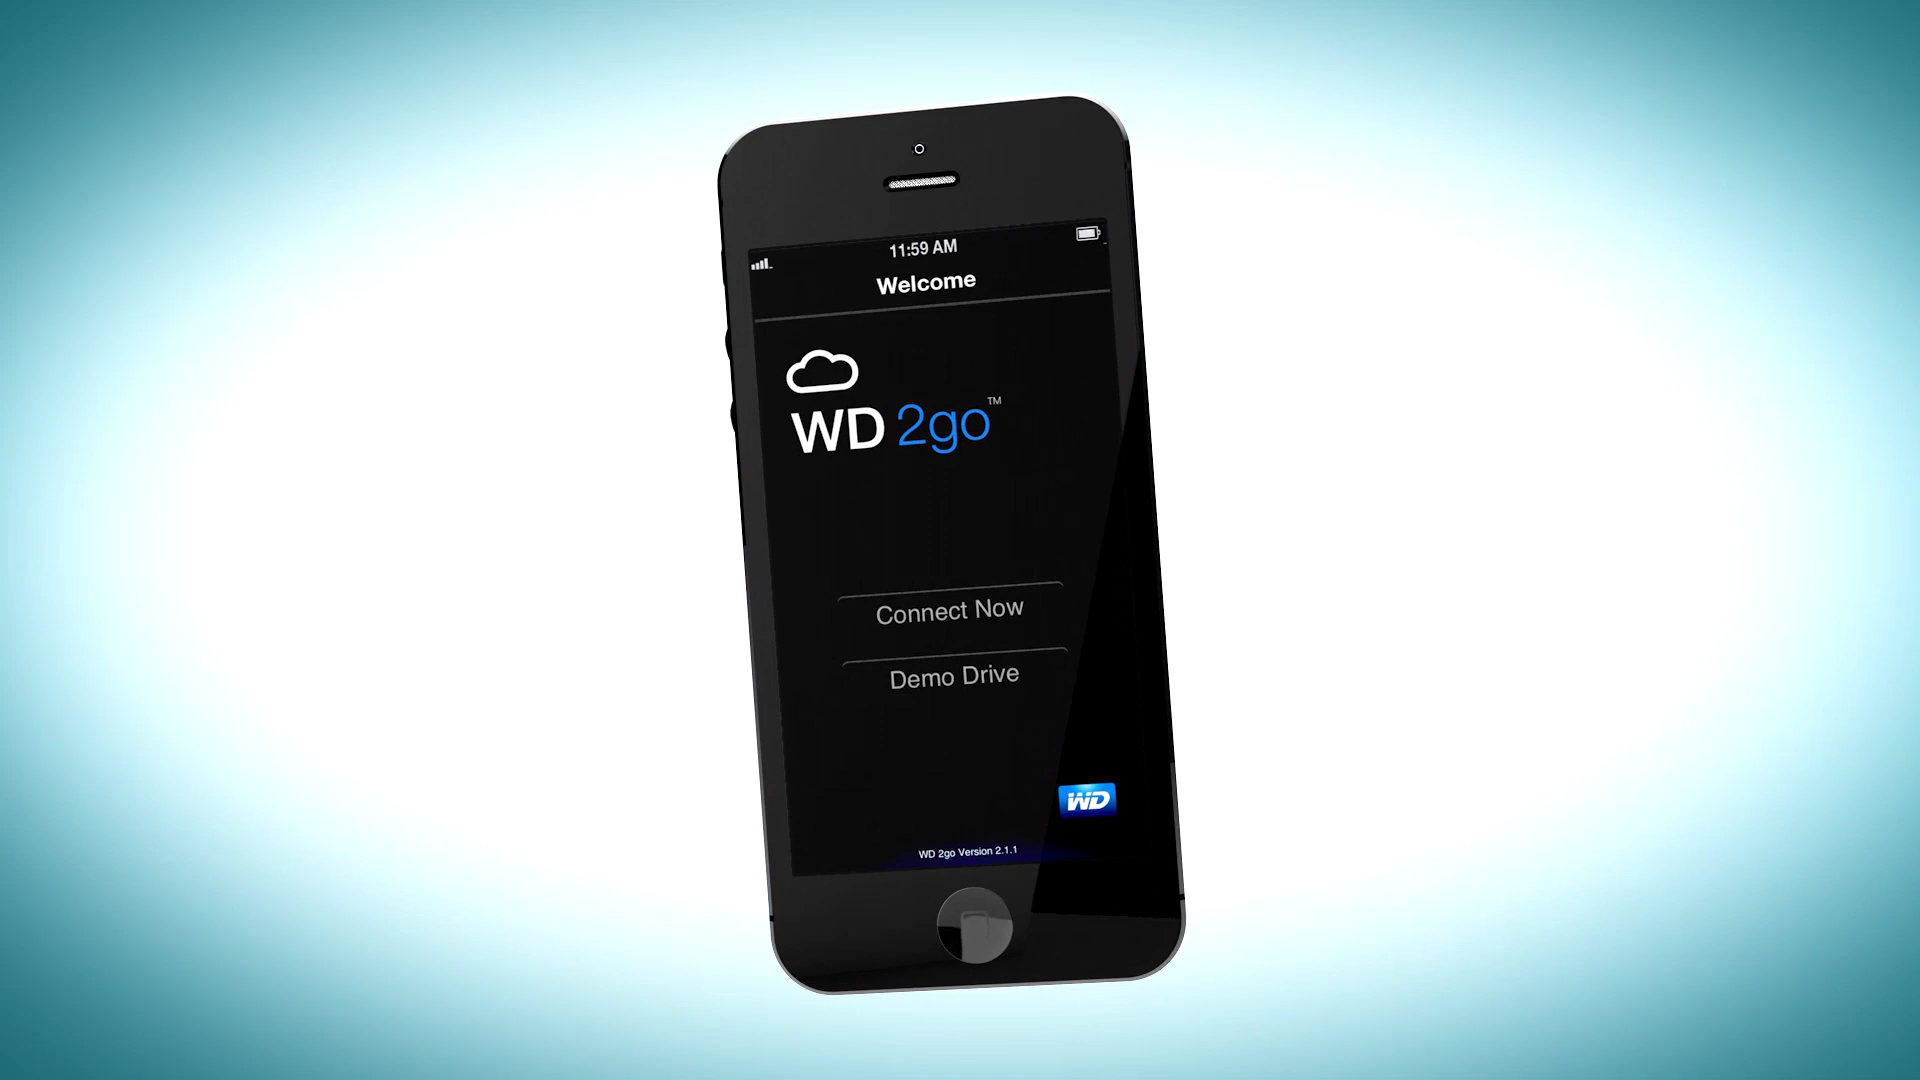 11:59 AM
Welcome
WD 2go™
Connect Now
Demo Drive
WD
WD 2go Version 2.1.1